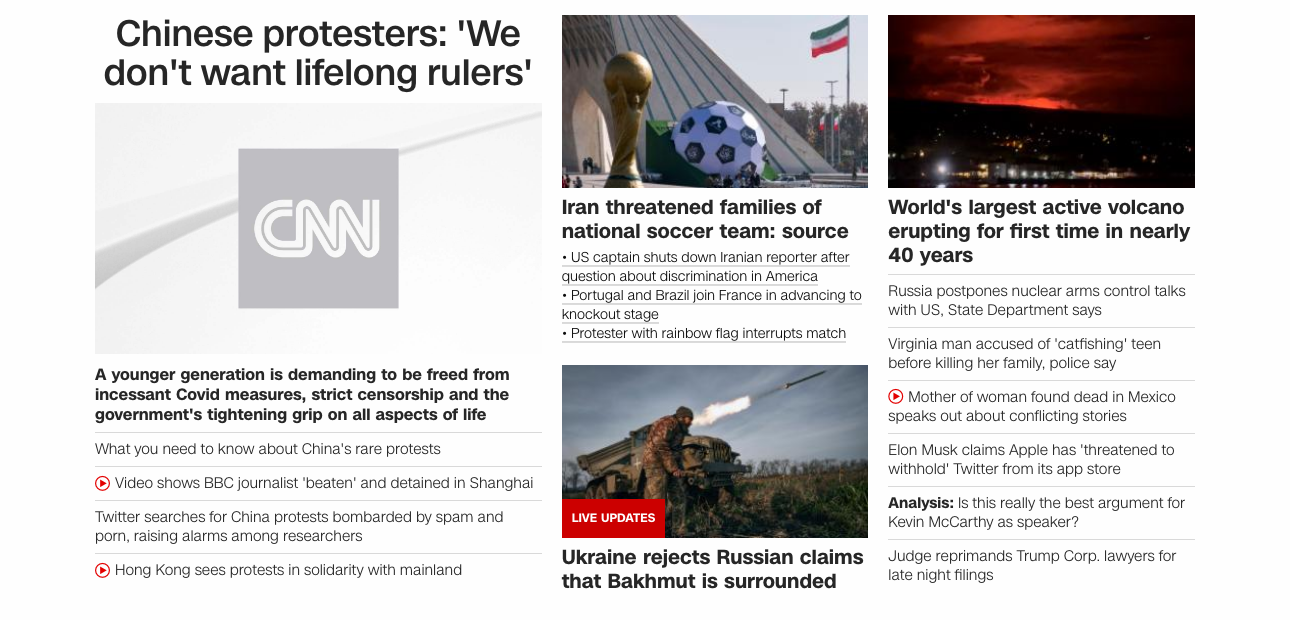 Chinese protesters: 'We
don't want lifelong rulers'
CNN
A younger generation is demanding to be freed from
incessant Covid measures, strict censorship and the
government's tightening grip on all aspects of life
What you need to know about China's rare protests
Video shows BBC journalist 'beaten' and detained in Shanghai
Twitter searches for China protests bombarded by spam and
porn, raising alarms among researchers
Hong Kong sees protests in solidarity with mainland
Iran threatened families of
national soccer team: source
• US captain shuts down Iranian reporter after
question about discrimination in America
• Portugal and Brazil join France in advancing to
knockout stage
• Protester with rainbow flag interrupts match
LIVE UPDATES
Ukraine rejects Russian claims
that Bakhmut is surrounded
World's largest active volcano
erupting for first time in nearly
40 years
Russia postpones nuclear arms control talks
with US, State Department says
Virginia man accused of 'catfishing' teen
before killing her family, police say
Mother of woman found dead in Mexico
speaks out about conflicting stories
Elon Musk claims Apple has 'threatened to
withhold' Twitter from its app store
Analysis: Is this really the best argument for
Kevin McCarthy as speaker?
Judge reprimands Trump Corp. lawyers for
late night filings